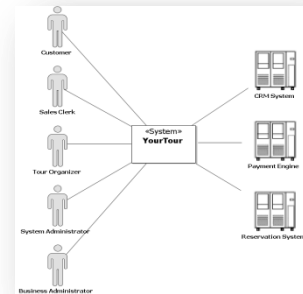 Customer
Sales Clerk
Tour Organizer
System Administrator
Business Administrator
«System»
YourTour
CRM System
Payment Engine
Reservation System